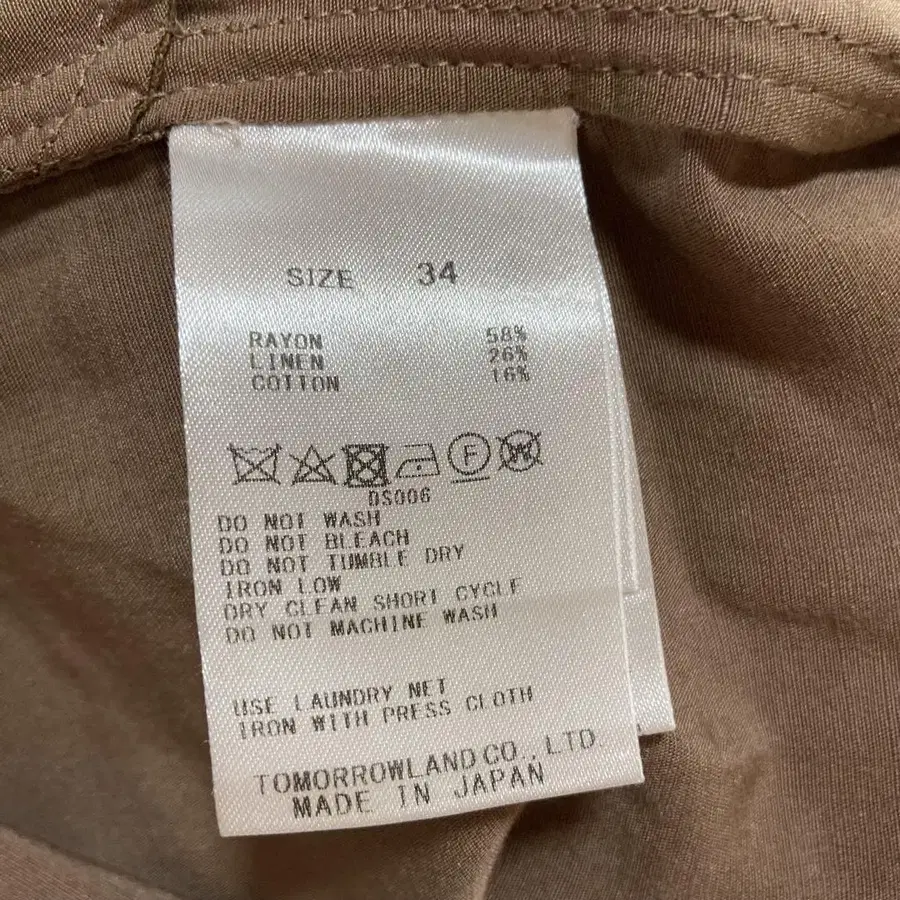 SIZE 34
RAYON 58%
LINEN 26%
COTTON 16%
F W
DS006
DO NOT WASH
DO NOT BLEACH
DO NOT TUMBLE DRY
IRON LOW
DRY CLEAN SHORT CYCLE
DO NOT MACHINE WASH
USE LAUNDRY NET
IRON WITH PRESS CLOTH
TOMORROWLAND CO., LTD.
MADE IN JAPAN